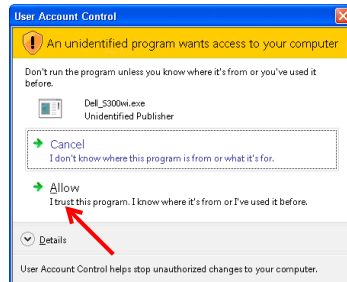 User Account Control
An unidentified program wants access to your computer
Don't run the program unless you know where it's from or you've used it
before.
Dell_S300wi.exe
Unidentified Publisher
Cancel
I don't know where this program is from or what it's for.
Allow
I trust this program. I know where it's from or I've used it before.
Details
User Account Control helps stop unauthorized changes to your computer.